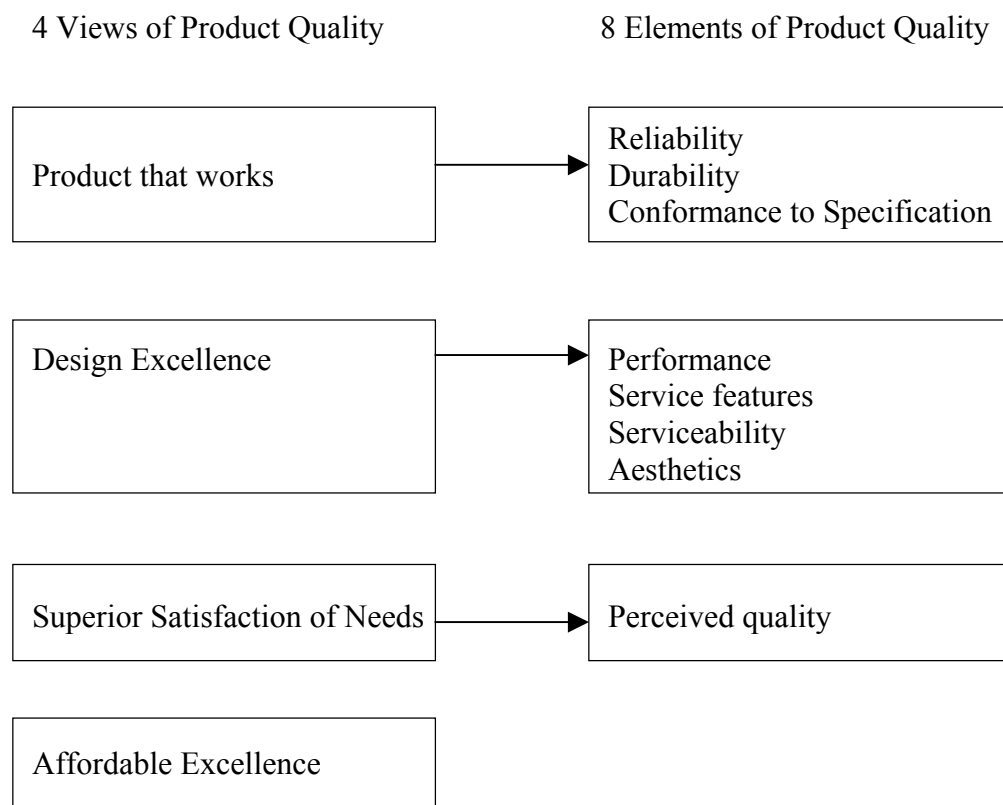 4 Views of Product Quality
8 Elements of Product Quality
Product that works
Reliability
Durability
Conformance to Specification
Design Excellence
Performance
Service features
Serviceability
Aesthetics
Superior Satisfaction of Needs
Perceived quality
Affordable Excellence